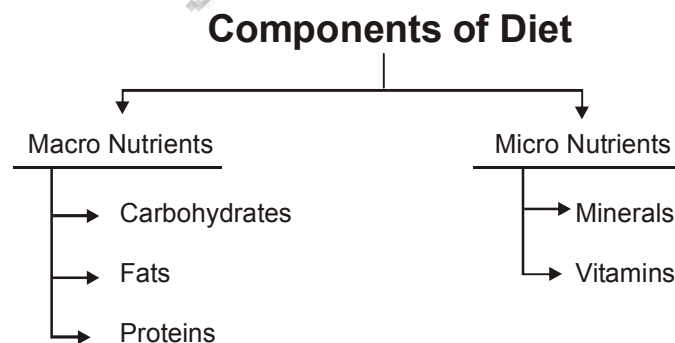 Components of Diet
Macro Nutrients
Micro Nutrients
Carbohydrates
Minerals
Fats
Vitamins
Proteins